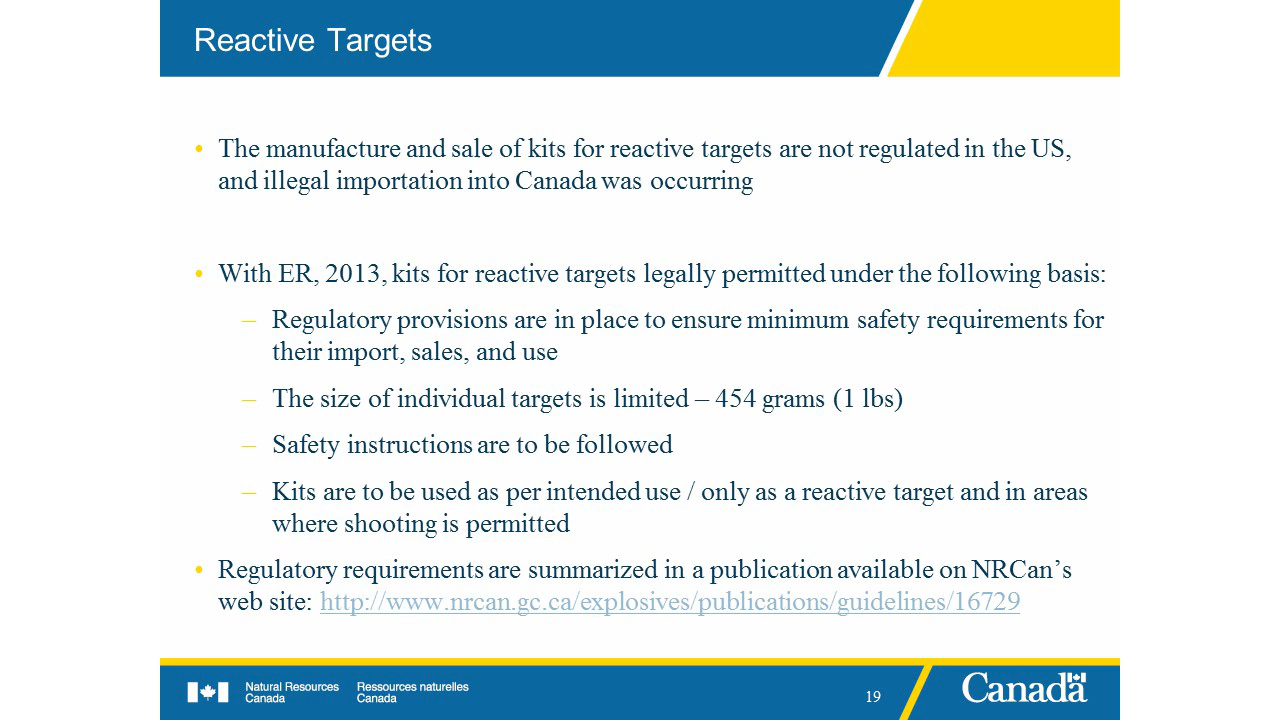 Reactive Targets
• The manufacture and sale of kits for reactive targets are not regulated in the US,
and illegal importation into Canada was occurring
• With ER, 2013, kits for reactive targets legally permitted under the following basis:
– Regulatory provisions are in place to ensure minimum safety requirements for
their import, sales, and use
– The size of individual targets is limited – 454 grams (1 lbs)
– Safety instructions are to be followed
– Kits are to be used as per intended use / only as a reactive target and in areas
where shooting is permitted
• Regulatory requirements are summarized in a publication available on NRCan’s
web site: http://www.nrcan.gc.ca/explosives/publications/guidelines/16729
Natural Resources
Canada
Ressources naturelles
Canada
19
Canada